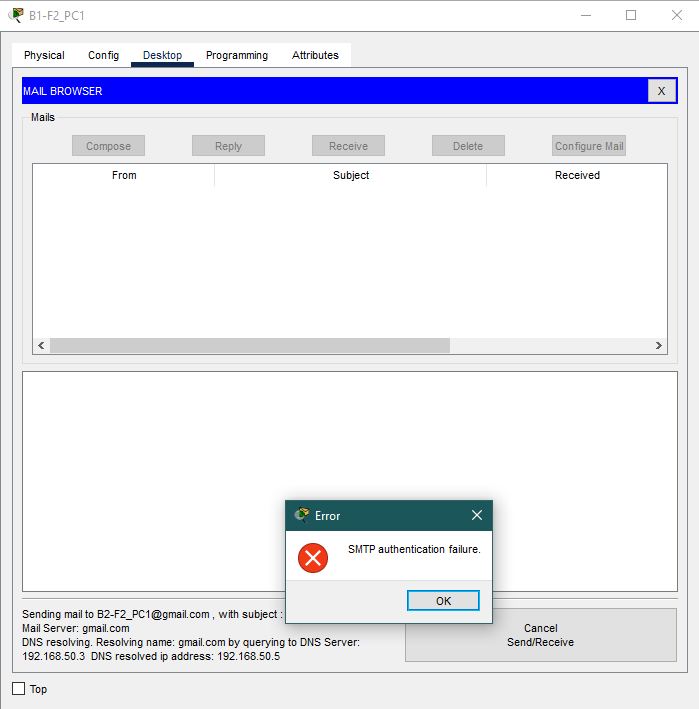 B1-F2_PC1
Physical Config Desktop Programming Attributes
MAIL BROWSER X
Mails
Compose Reply Receive Delete Configure Mail
From Subject Received
Error
SMTP authentication failure.
OK
Sending mail to B2-F2_PC1@gmail.com , with subject :
Mail Server: gmail.com
DNS resolving. Resolving name: gmail.com by querying to DNS Server:
192.168.50.3 DNS resolved ip address: 192.168.50.5
Cancel
Send/Receive
Top